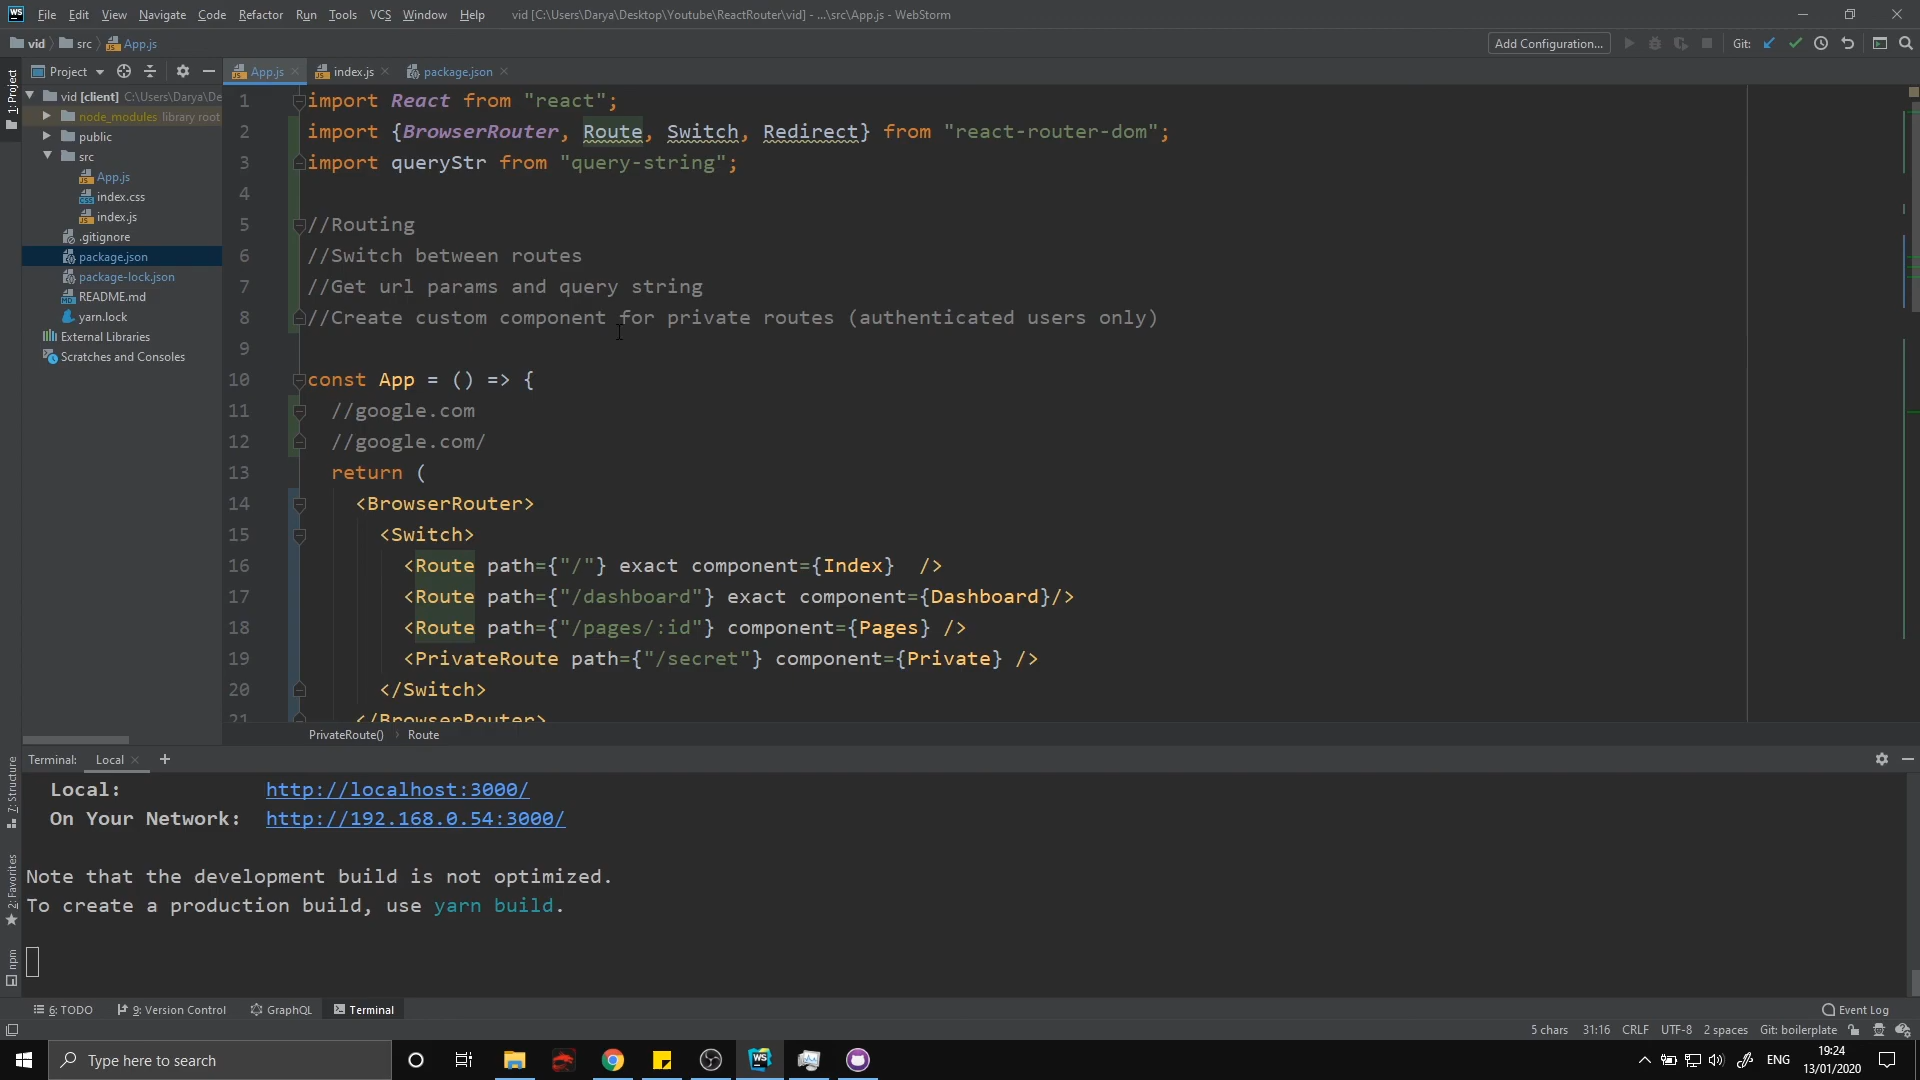 WS File Edit View Navigate Code Refactor Run Tools VCS Window Help vid [C:\Users\Darya\Desktop\Youtube\ReactRouter\vid] - ...\src\App.js - WebStorm
vid src App.js Add Configuration... Git:
Project App.js index.js package.json
1: Project
vid [client] C:\Users\Darya\De
node_modules library root
public
src
App.js
index.css
index.js
.gitignore
package.json
package-lock.json
README.md
yarn.lock
External Libraries
Scratches and Consoles
1 import React from "react";
2 import {BrowserRouter, Route, Switch, Redirect} from "react-router-dom";
3 import queryStr from "query-string";
4
5 //Routing
6 //Switch between routes
7 //Get url params and query string
8 //Create custom component for private routes (authenticated users only)
9
10 const App = () => {
11 //google.com
12 //google.com/
13 return (
14 <BrowserRouter>
15 <Switch>
16 <Route path={"/"} exact component={Index}  />
17 <Route path={"/dashboard"} exact component={Dashboard}/>
18 <Route path={"/pages/:id"} component={Pages} />
19 <PrivateRoute path={"/secret"} component={Private} />
20 </Switch>
21 </BrowserRouter>
PrivateRoute() › Route
Terminal: Local
Local: http://localhost:3000/
On Your Network: http://192.168.0.54:3000/
Note that the development build is not optimized.
To create a production build, use yarn build.
7: Structure
2: Favorites
npm
6: TODO 9: Version Control GraphQL Terminal Event Log
5 chars 31:16 CRLF UTF-8 2 spaces Git: boilerplate
Type here to search WS ENG 19:24
13/01/2020